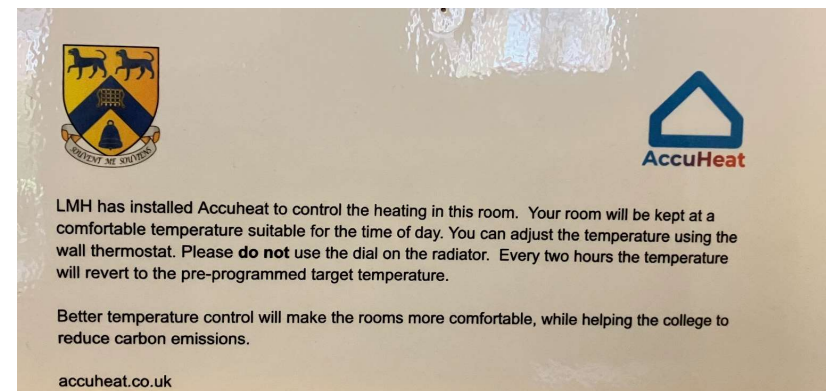 SOUVENT ME SOUVIENS
AccuHeat
LMH has installed Accuheat to control the heating in this room. Your room will be kept at a
comfortable temperature suitable for the time of day. You can adjust the temperature using the
wall thermostat. Please do not use the dial on the radiator. Every two hours the temperature
will revert to the pre-programmed target temperature.
Better temperature control will make the rooms more comfortable, while helping the college to
reduce carbon emissions.
accuheat.co.uk